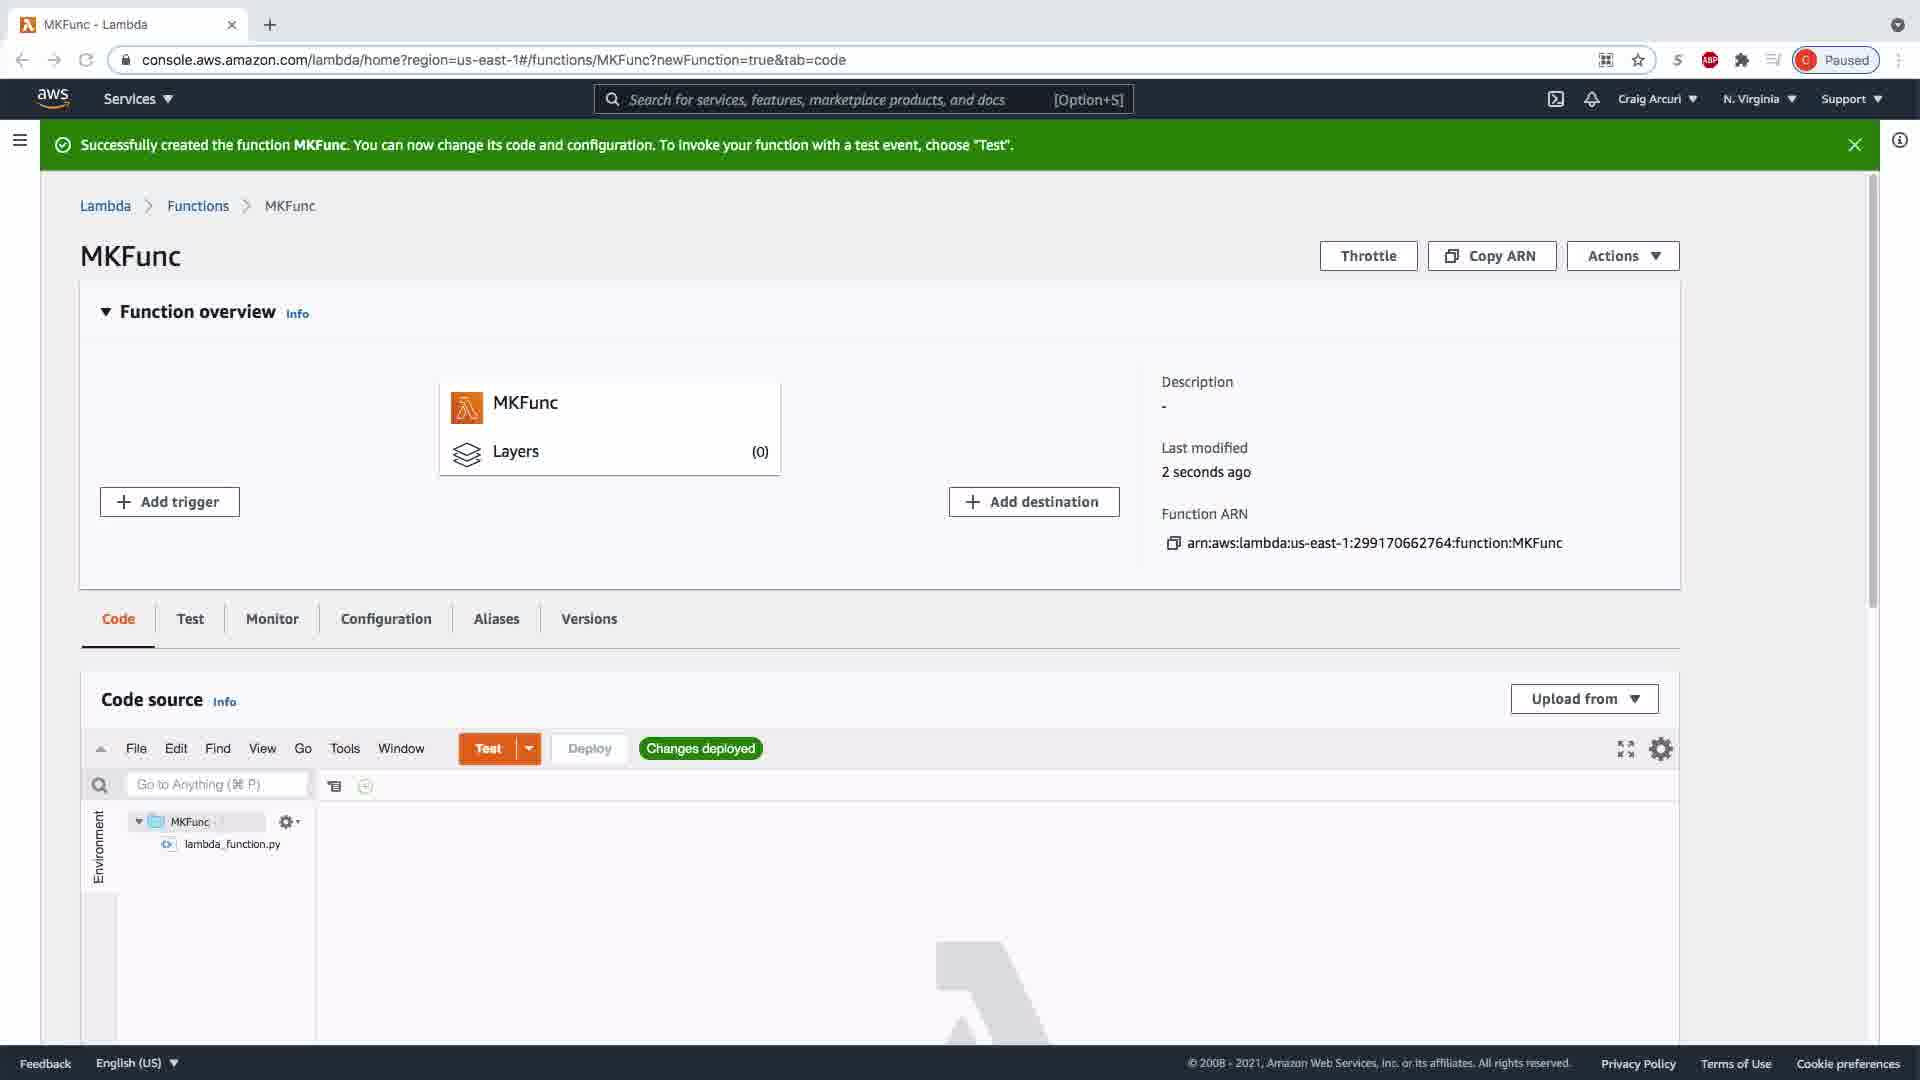 MKFunc - Lambda
console.aws.amazon.com/lambda/home?region=us-east-1#/functions/MKFunc?newFunction=true&tab=code
S
ABP
C Paused
aws
Services
Search for services, features, marketplace products, and docs [Option+S]
Craig Arcuri
N. Virginia
Support
Successfully created the function MKFunc. You can now change its code and configuration. To invoke your function with a test event, choose "Test".
Lambda > Functions > MKFunc
MKFunc
Throttle
Copy ARN
Actions
Function overview Info
MKFunc
Layers (0)
+ Add trigger
+ Add destination
Description
-
Last modified
2 seconds ago
Function ARN
arn:aws:lambda:us-east-1:299170662764:function:MKFunc
Code Test Monitor Configuration Aliases Versions
Code source Info
Upload from
File Edit Find View Go Tools Window
Test
Deploy
Changes deployed
Go to Anything (⌘ P)
Environment
MKFunc
lambda_function.py
Feedback English (US)
© 2008 - 2021, Amazon Web Services, Inc. or its affiliates. All rights reserved. Privacy Policy Terms of Use Cookie preferences